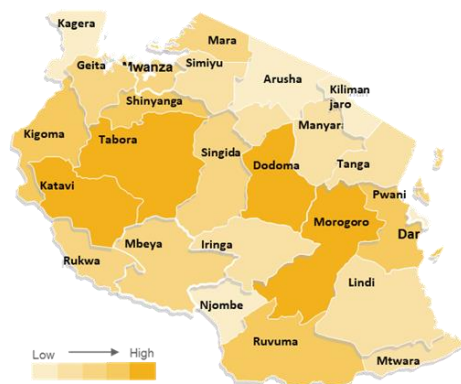 Kagera
Mara
Geita
Mwanza
Simiyu
Arusha
Kiliman
jaro
Shinyanga
Manyara
Kigoma
Tabora
Singida
Dodoma
Tanga
Katavi
Pwani
Morogoro
Dar
Mbeya
Iringa
Rukwa
Lindi
Njombe
Ruvuma
Mtwara
Low High